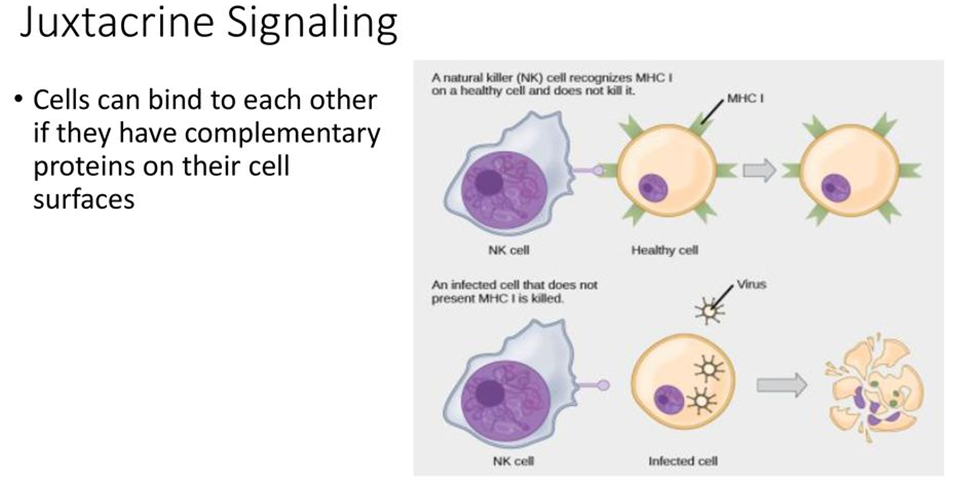 Juxtacrine Signaling
• Cells can bind to each other
if they have complementary
proteins on their cell
surfaces
A natural killer (NK) cell recognizes MHC I
on a healthy cell and does not kill it.
MHC I
NK cell
Healthy cell
An infected cell that does not
present MHC I is killed.
Virus
NK cell
Infected cell